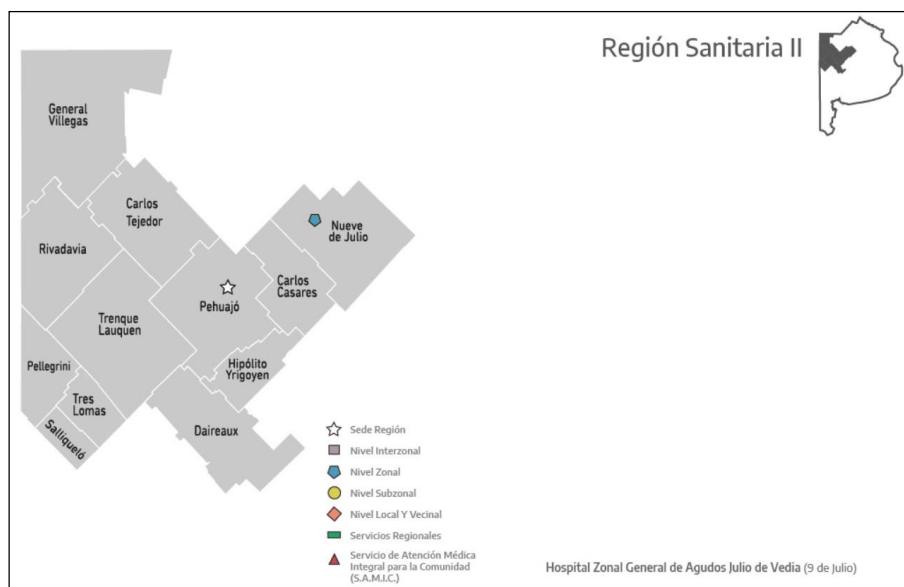 Región Sanitaria II
General
Villegas
Carlos
Tejedor
Nueve
de Julio
Rivadavia
Carlos
Casares
Pehuajó
Trenque
Lauquen
Pellegrini
Hipólito
Yrigoyen
Tres
Lomas
Salliqueló
Daireaux
Sede Región
Nivel Interzonal
Nivel Zonal
Nivel Subzonal
Nivel Local Y Vecinal
Servicios Regionales
Servicio de Atención Médica
Integral para la Comunidad
(S.A.M.I.C.)
Hospital Zonal General de Agudos Julio de Vedia (9 de Julio)